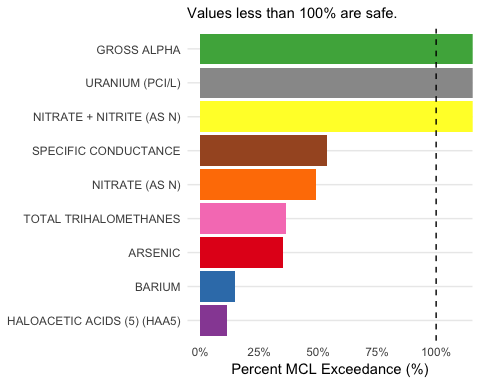 Values less than 100% are safe.
GROSS ALPHA
URANIUM (PCI/L)
NITRATE + NITRITE (AS N)
SPECIFIC CONDUCTANCE
NITRATE (AS N)
TOTAL TRIHALOMETHANES
ARSENIC
BARIUM
HALOACETIC ACIDS (5) (HAA5)
0% 25% 50% 75% 100%
Percent MCL Exceedance (%)